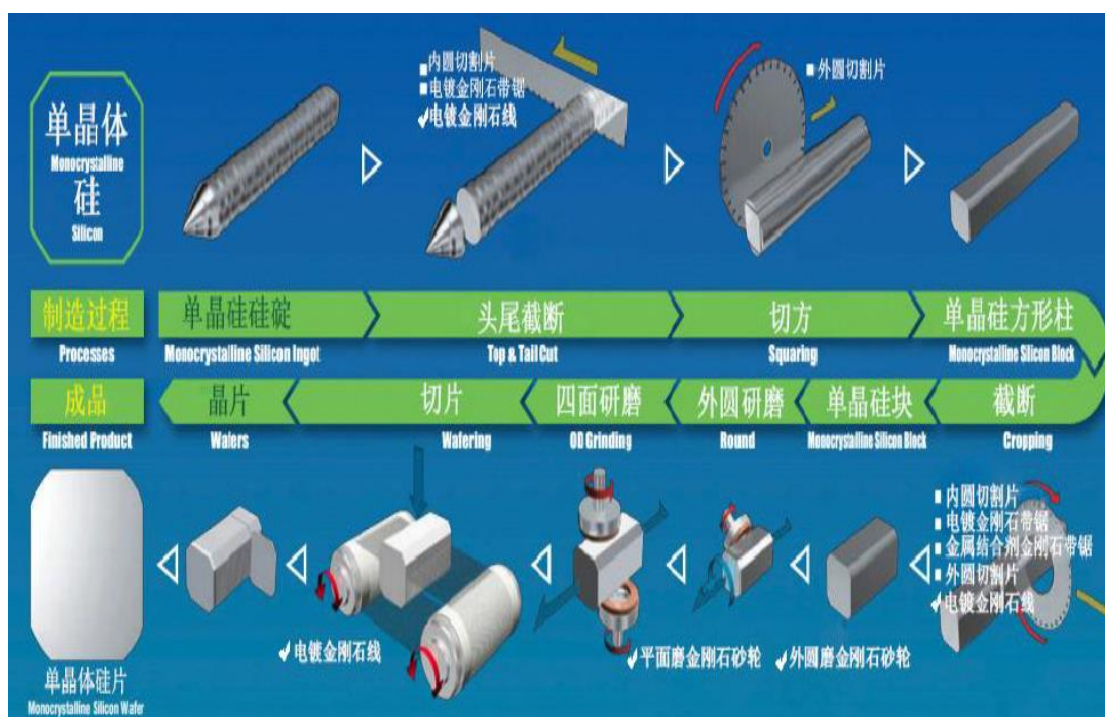 单晶体
Monocrystalline
硅
Silicon
■内圆切割片
■电镀金刚石带锯
✓电镀金刚石线
■外圆切割片
制造过程
Processes
单晶硅硅碇
Monocrystalline Silicon Ingot
头尾截断
Top & Tail Cut
切方
Squaring
单晶硅方形柱
Monocrystalline Silicon Block
成品
Finished Product
晶片
Wafers
切片
Wafering
四面研磨
OD Grinding
外圆研磨
Round
单晶硅块
Monocrystalline Silicon Block
截断
Cropping
■内圆切割片
■电镀金刚石带锯
■金属结合剂金刚石带锯
■外圆切割片
✓电镀金刚石线
✓电镀金刚石线
✓平面磨金刚石砂轮
✓外圆磨金刚石砂轮
单晶体硅片
Monocrystalline Silicon Wafer